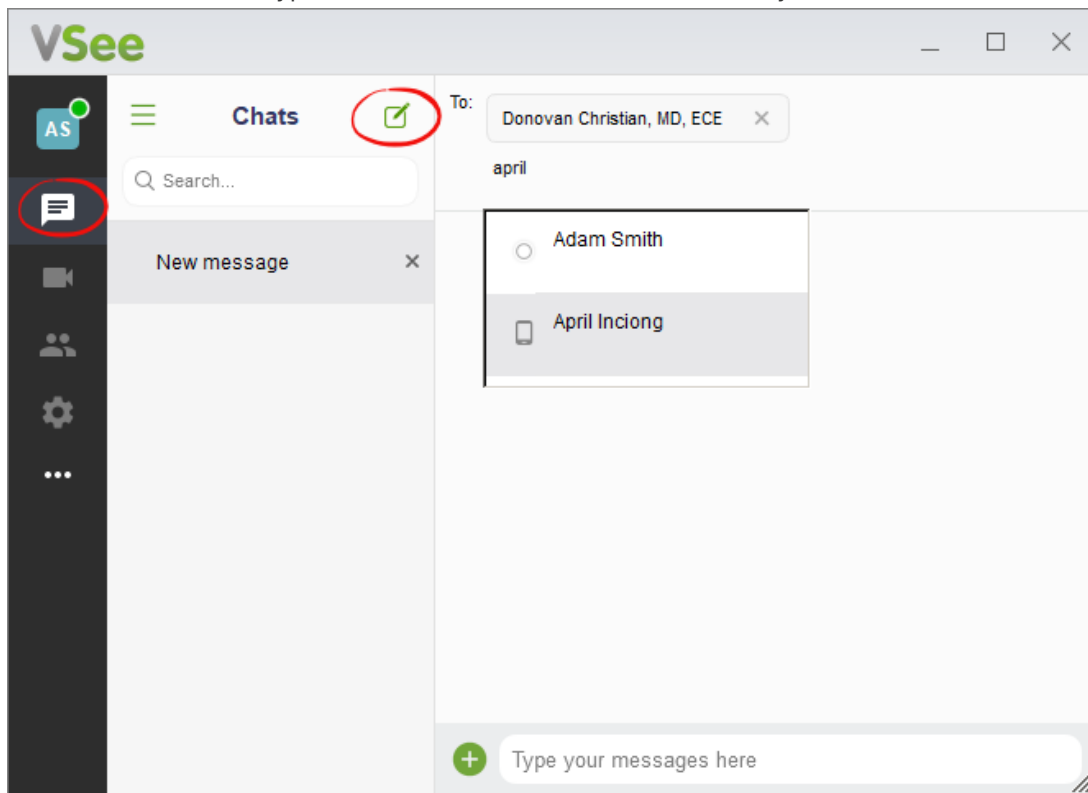 VSee
AS
Chats
Search...
New message
To:
Donovan Christian, MD, ECE
april
Adam Smith
April Inciong
Type your messages here